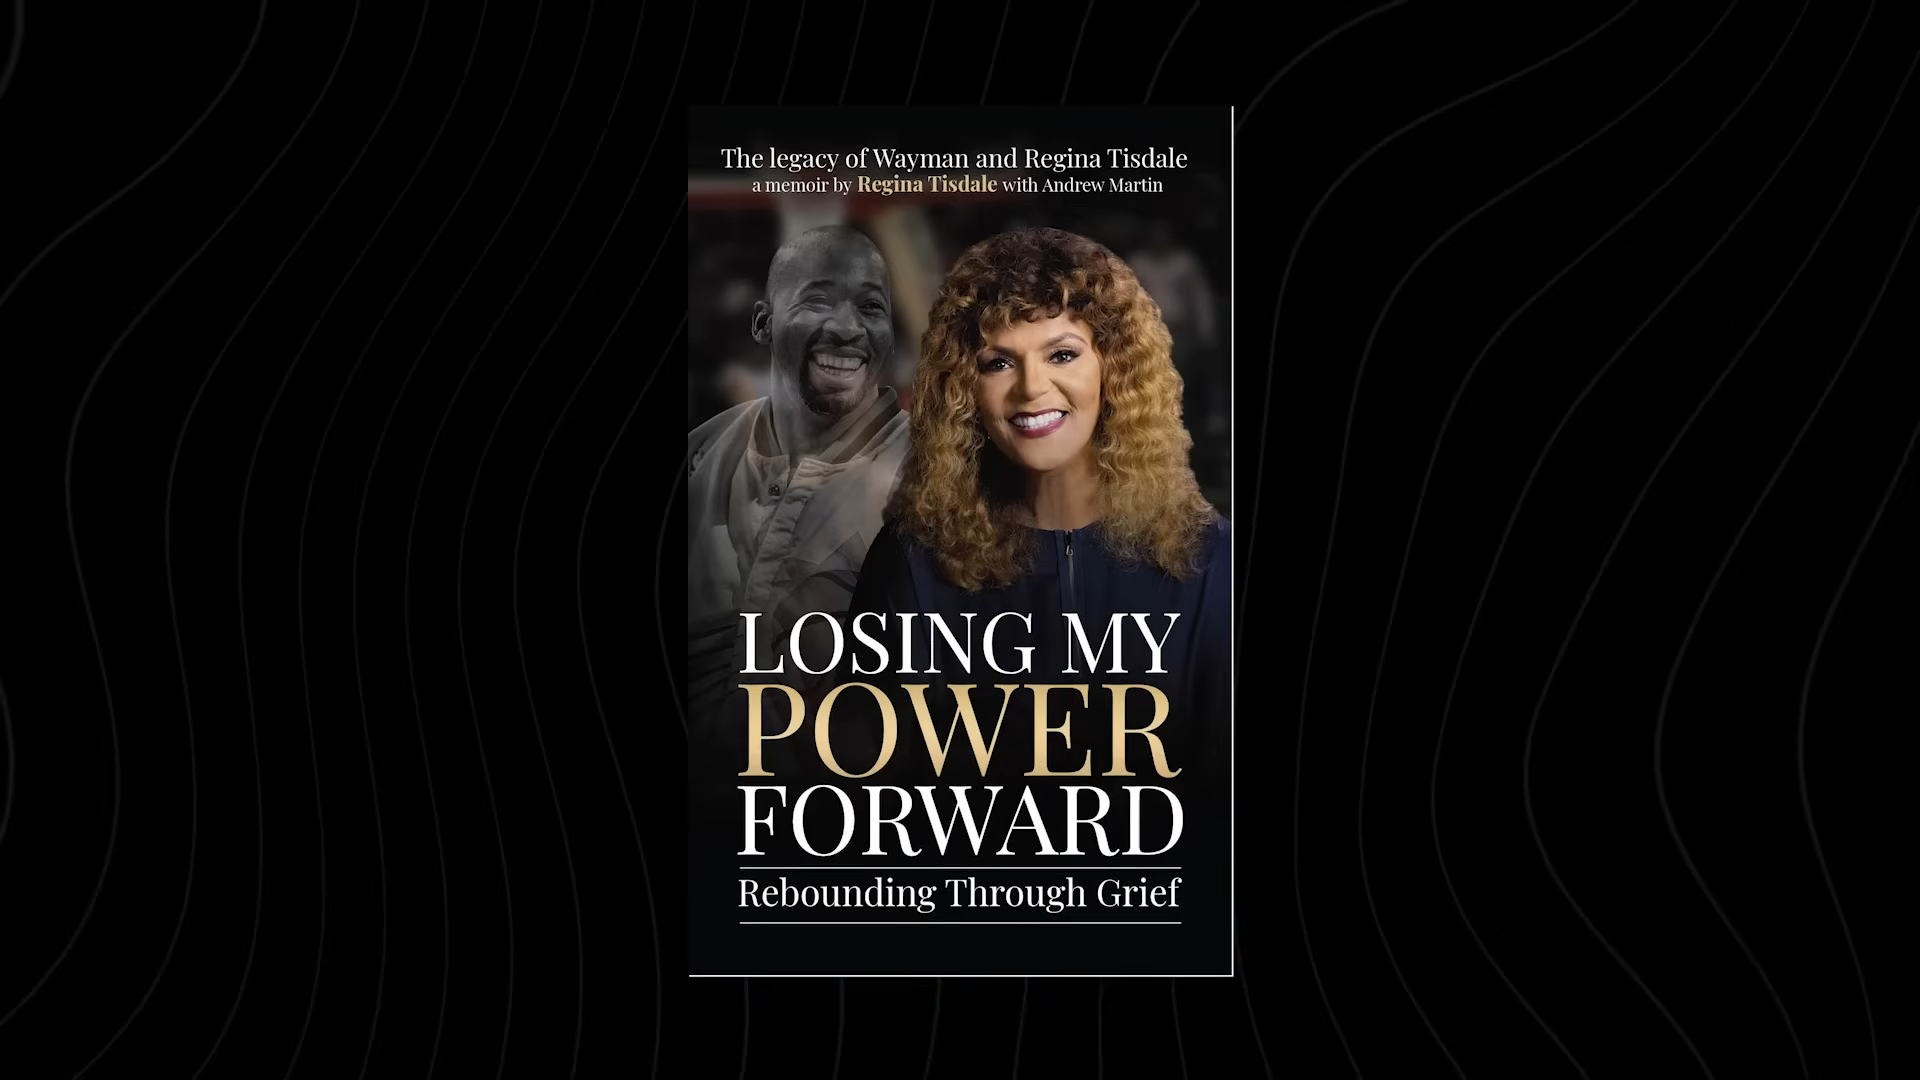 The legacy of Wayman and Regina Tisdale
a memoir by Regina Tisdale with Andrew Martin
LOSING MY
POWER
FORWARD
Rebounding Through Grief